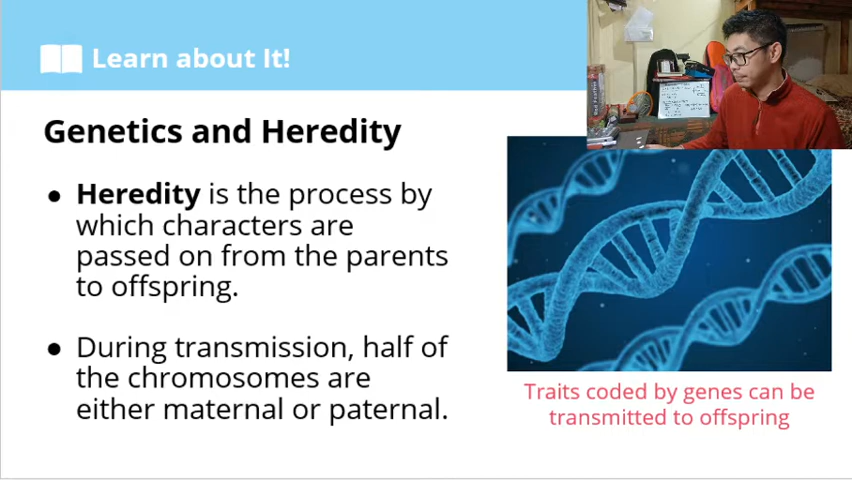 Learn about It!
Genetics and Heredity
● Heredity is the process by
which characters are
passed on from the parents
to offspring.
● During transmission, half of
the chromosomes are
either maternal or paternal.
Traits coded by genes can be
transmitted to offspring